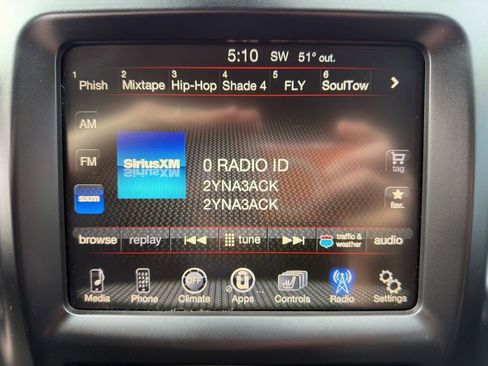 5:10 SW 51° out.
1 Phish 2 Mixtape 3 Hip-Hop 4 Shade 4 5 FLY 6 SoulTow
AM
FM
sxm
SiriusXM
0 RADIO ID
2YNA3ACK
2YNA3ACK
tag
fav.
browse replay tune traffic & weather audio
Media Phone OFF Climate Apps Controls Radio Settings